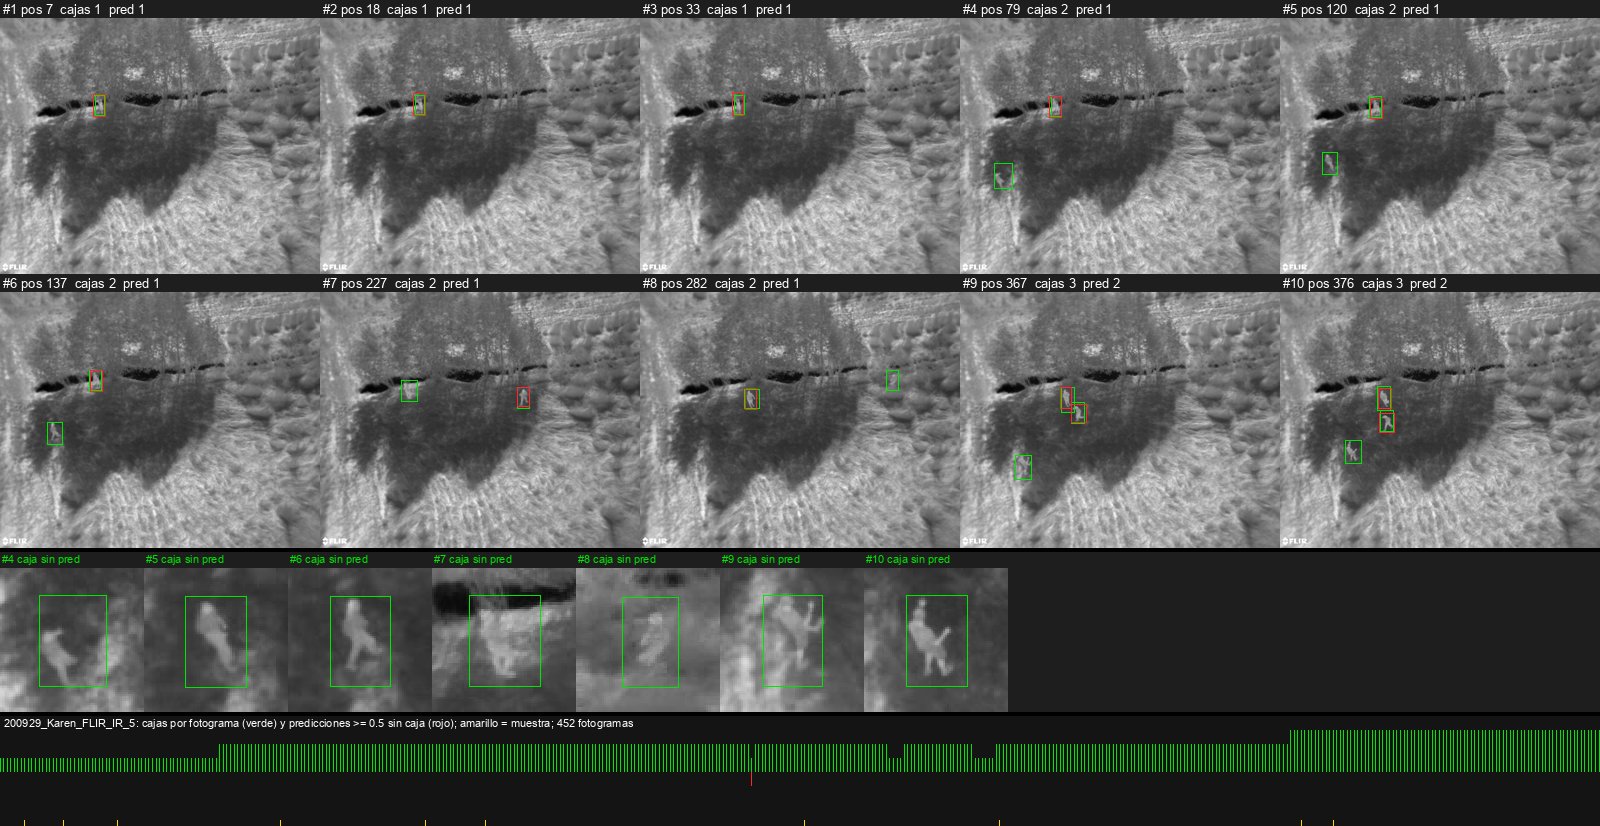 #1 pos 7 cajas 1 pred 1
#2 pos 18 cajas 1 pred 1
#3 pos 33 cajas 1 pred 1
#4 pos 79 cajas 2 pred 1
#5 pos 120 cajas 2 pred 1
FLIR
FLIR
FLIR
FLIR
FLIR
#6 pos 137 cajas 2 pred 1
#7 pos 227 cajas 2 pred 1
#8 pos 282 cajas 2 pred 1
#9 pos 367 cajas 3 pred 2
#10 pos 376 cajas 3 pred 2
FLIR
FLIR
FLIR
FLIR
FLIR
#4 caja sin pred
#5 caja sin pred
#6 caja sin pred
#7 caja sin pred
#8 caja sin pred
#9 caja sin pred
#10 caja sin pred
200929_Karen_FLIR_IR_5: cajas por fotograma (verde) y predicciones >= 0.5 sin caja (rojo); amarillo = muestra; 452 fotogramas